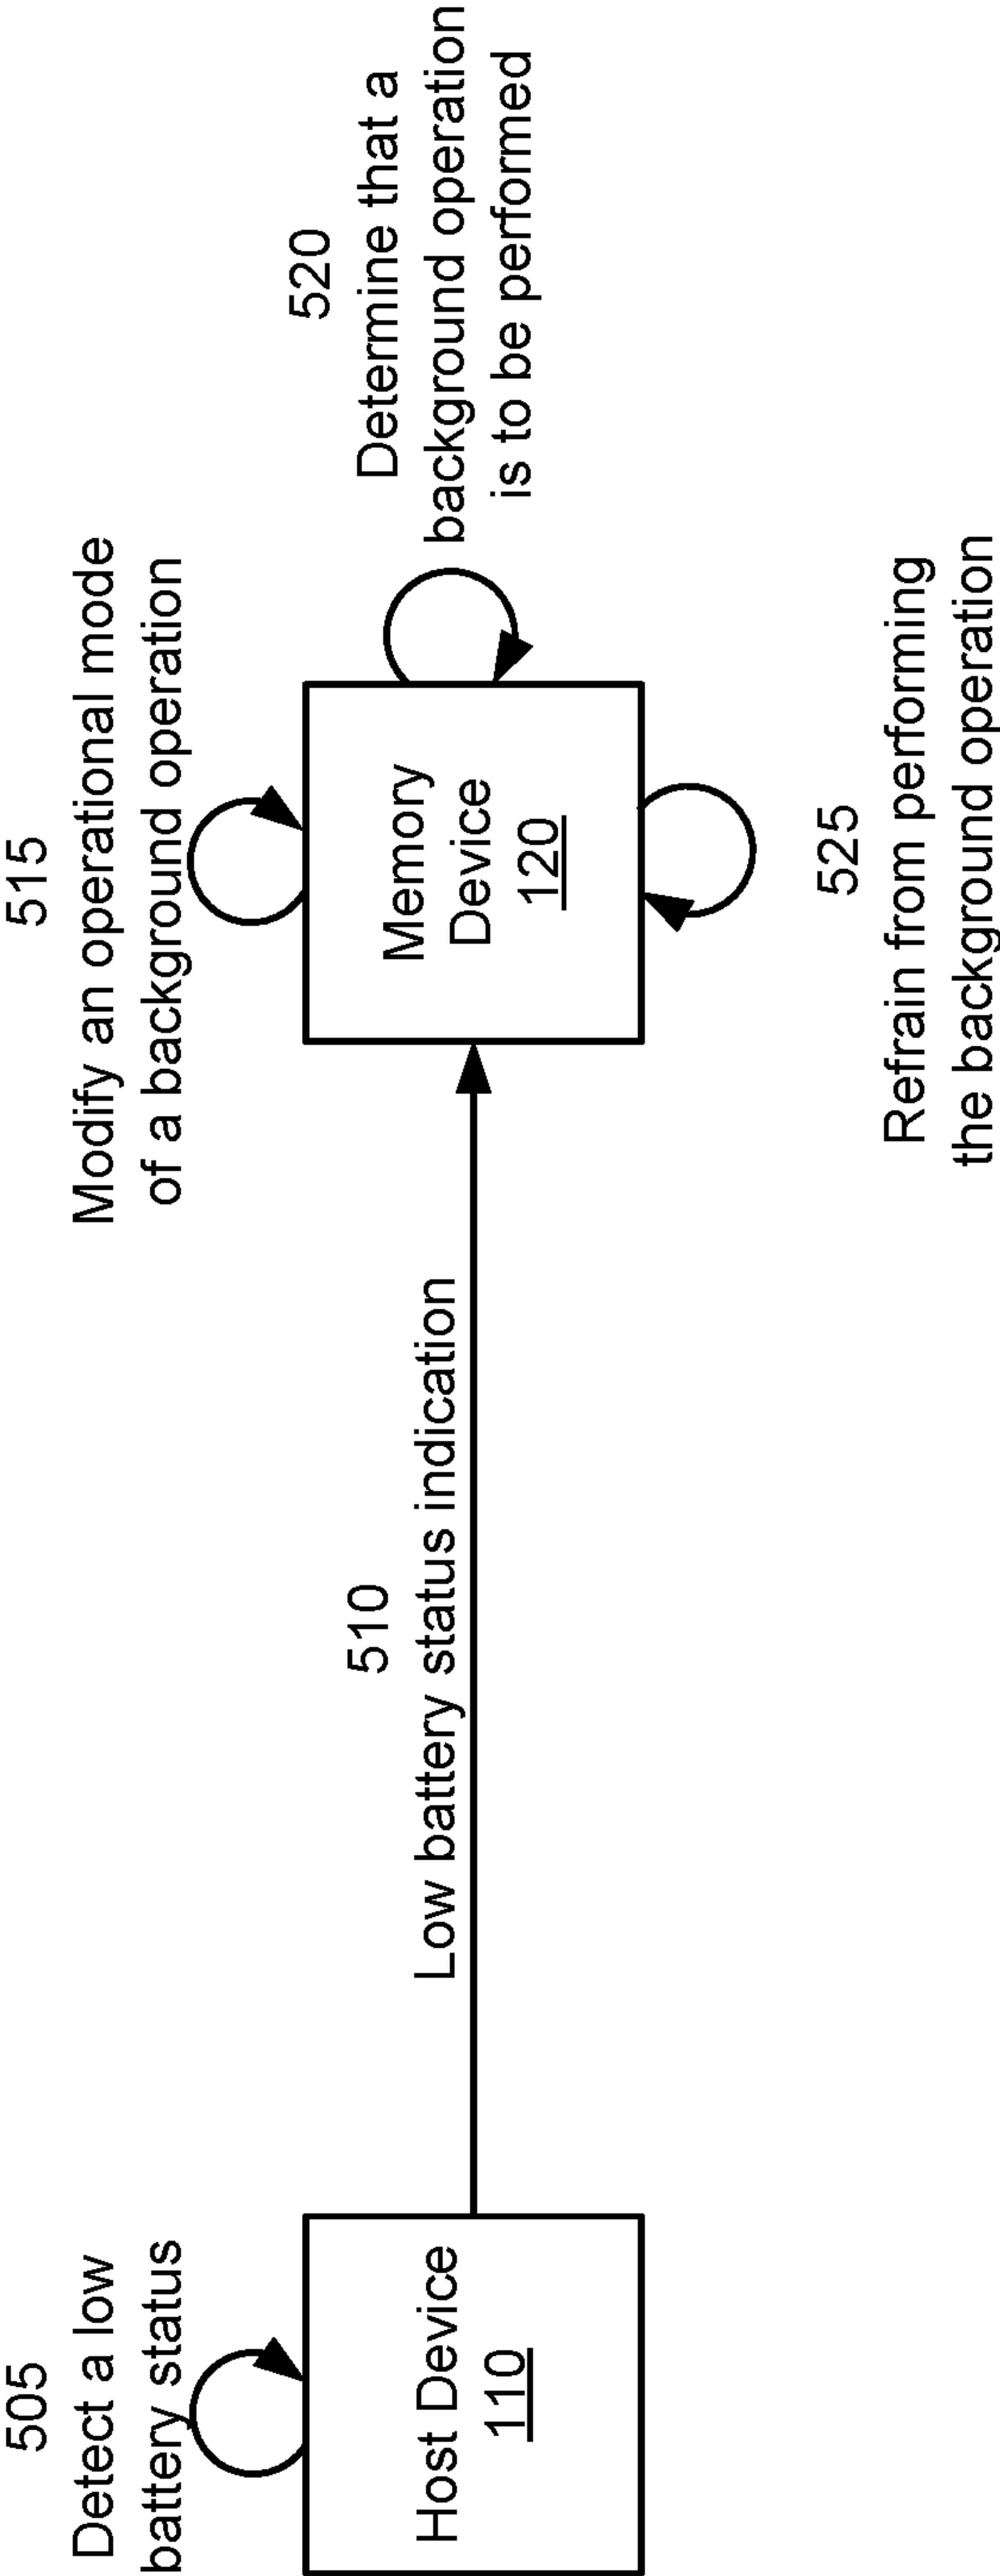 505
Detect a low
battery status
Host Device
110
510
Low battery status indication
515
Modify an operational mode
of a background operation
Memory
Device
120
520
Determine that a
background operation
is to be performed
525
Refrain from performing
the background operation